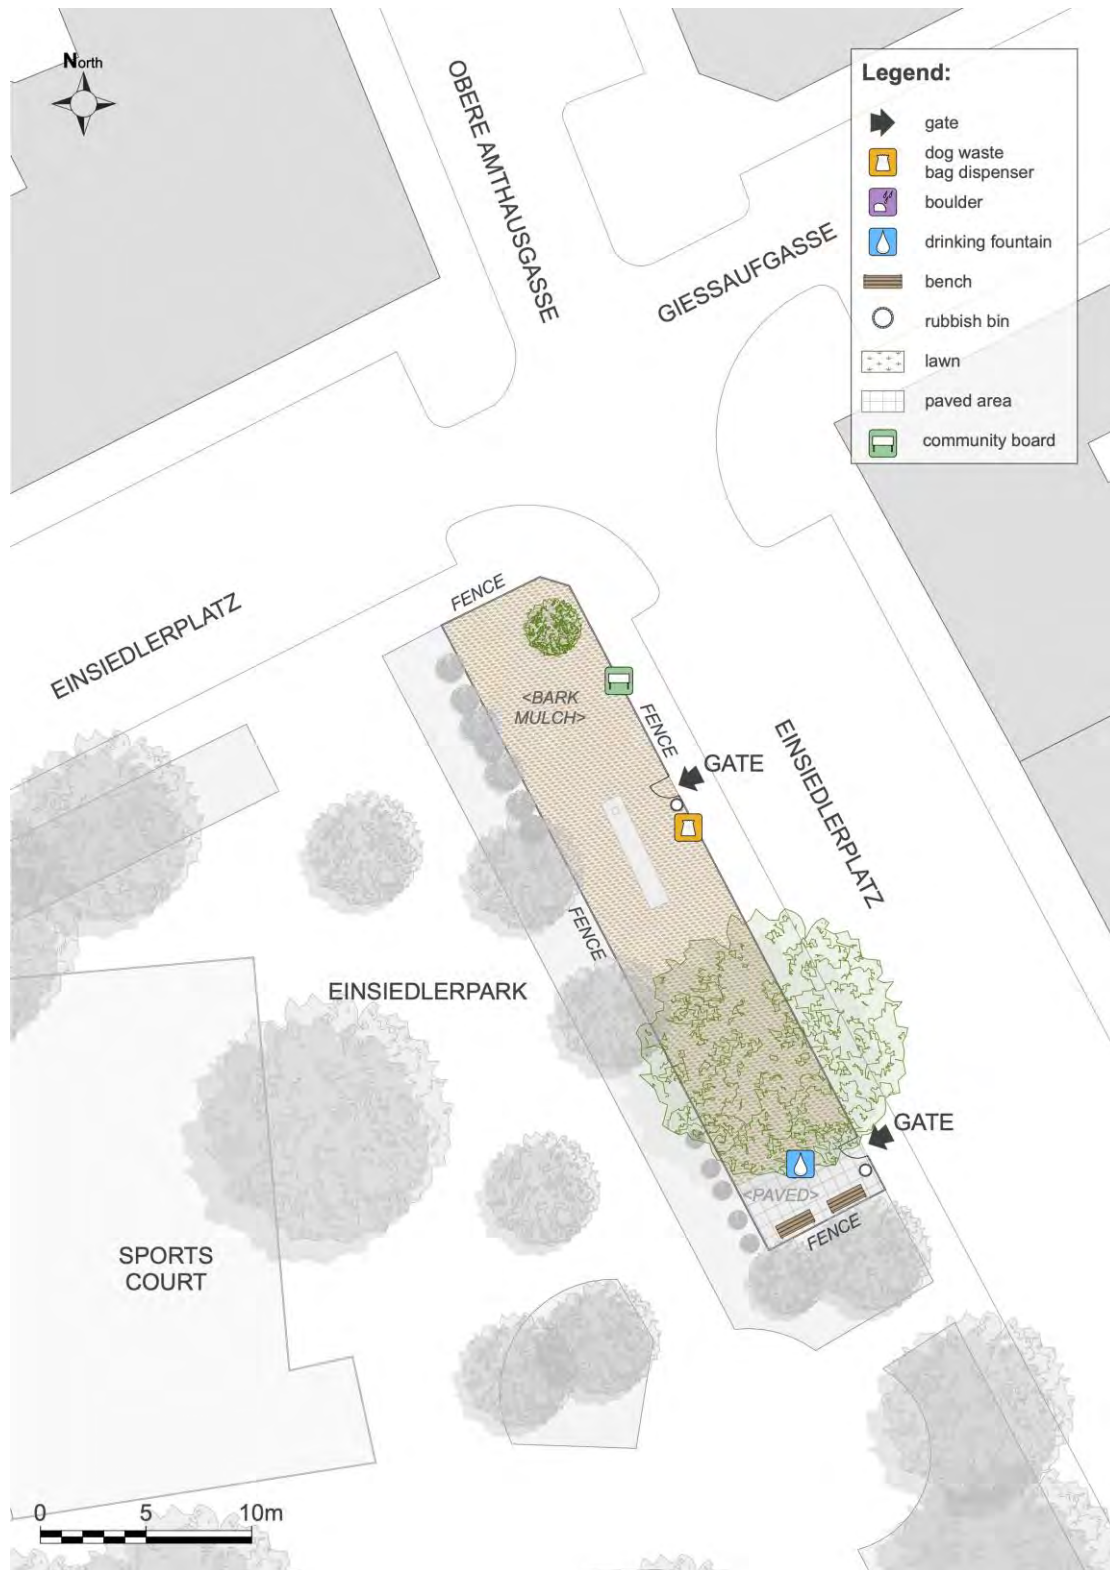 North
OBERE AMTHAUSGASSE
GIESSAUFGASSE
Legend:
gate
dog waste
bag dispenser
boulder
drinking fountain
bench
rubbish bin
lawn
paved area
community board
EINSIEDLERPLATZ
FENCE
<BARK
MULCH>
FENCE
GATE
EINSIEDLERPLATZ
FENCE
EINSIEDLERPARK
GATE
<PAVED>
FENCE
SPORTS
COURT
0 5 10m